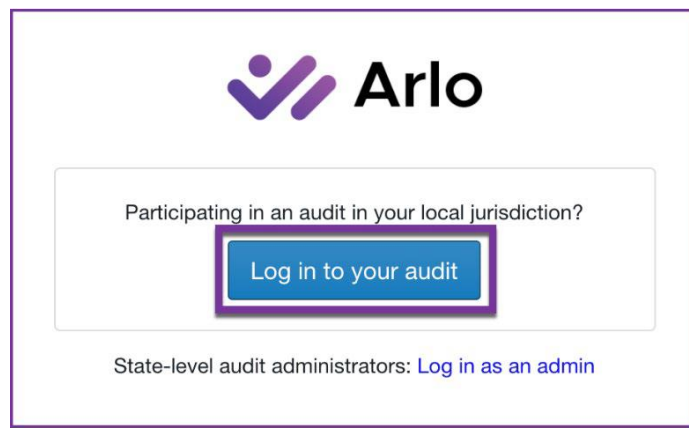 Arlo
Participating in an audit in your local jurisdiction?
Log in to your audit
State-level audit administrators: Log in as an admin